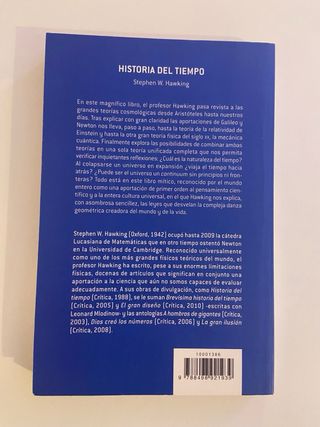 HISTORIA DEL TIEMPO
Stephen W. Hawking
En este magnífico libro, el profesor Hawking pasa revista a las
grandes teorías cosmológicas desde Aristóteles hasta nuestros
días. Tras explicar con gran claridad las aportaciones de Galileo y
Newton nos lleva, paso a paso, hasta la teoría de la relatividad de
Einstein y hasta la otra gran teoría física del siglo XX, la mecánica
cuántica. Finalmente explora las posibilidades de combinar ambas
teorías en una sola teoría unificada completa que nos permita
verificar inquietantes reflexiones: ¿Cuál es la naturaleza del tiempo?
Al colapsarse un universo en expansión ¿viaja el tiempo hacia
atrás? ¿Puede ser el universo un continuum sin principio ni fron-
teras? Todo está en este libro mítico, reconocido por el mundo
entero como una aportación de primer orden al pensamiento cien-
tífico y a la entera cultura universal, en el que Hawking nos explica,
con asombrosa sencillez, las leyes que desvelan la compleja danza
geométrica creadora del mundo y de la vida.
Stephen W. Hawking (Oxford, 1942) ocupó hasta 2009 la cátedra
Lucasiana de Matemáticas que en otro tiempo ostentó Newton
en la Universidad de Cambridge. Reconocido universalmente
como uno de los más grandes físicos teóricos del mundo, el
profesor Hawking ha escrito, pese a sus enormes limitaciones
físicas, docenas de artículos que significan en conjunto una
aportación a la ciencia que aún no somos capaces de evaluar
adecuadamente. A sus obras de divulgación, como Historia del
tiempo (Crítica, 1988), se le suman Brevísima historia del tiempo
(Crítica, 2005) y El gran diseño (Crítica, 2010) -escritas con
Leonard Mlodinow- y las antologías A hombros de gigantes (Crítica,
2003), Dios creó los números (Crítica, 2006) y La gran ilusión
(Crítica, 2008).
10001386
9 788498 921939